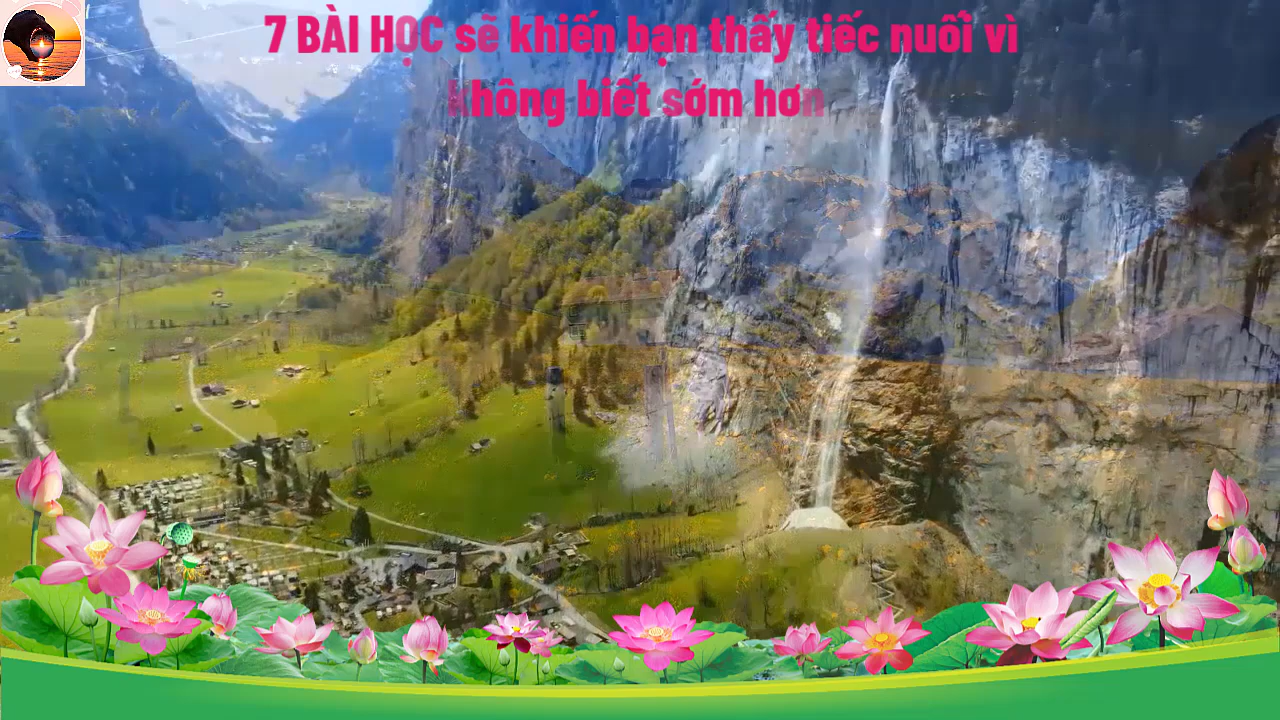 7 BÀI HỌC sẽ khiến bạn thấy tiếc nuối vì
không biết sớm hơn